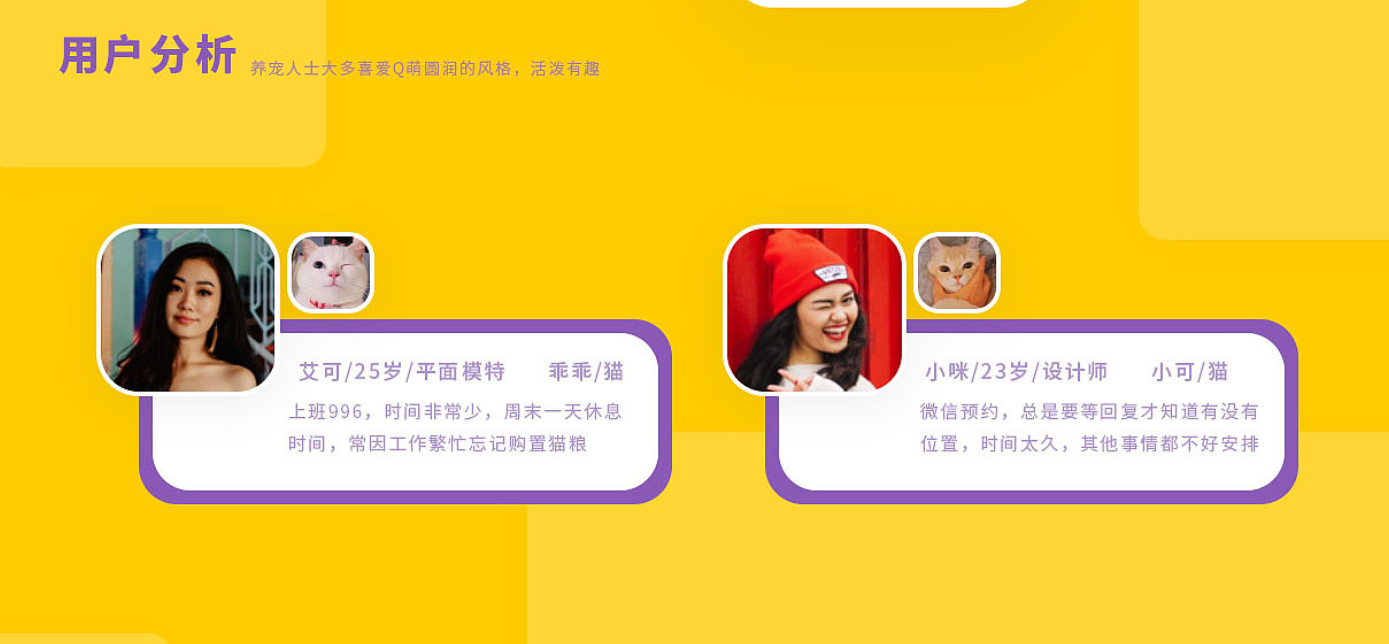 用户分析
养宠人士大多喜爱Q萌圆润的风格，活泼有趣
艾可/25岁/平面模特 乖乖/猫
上班996，时间非常少，周末一天休息
时间，常因工作繁忙忘记购置猫粮
小咪/23岁/设计师 小可/猫
微信预约，总是要等回复才知道有没有
位置，时间太久，其他事情都不好安排